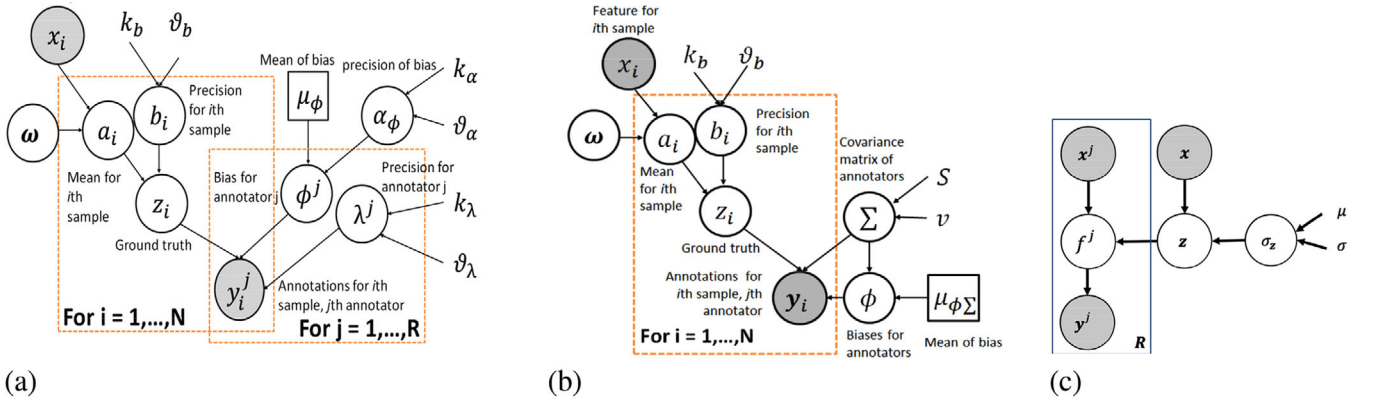 x_i
k_b
ϑ_b
Mean of bias
precision of bias
k_α
μ_ϕ
α_ϕ
ϑ_α
Precision
for ith
sample
ω
a_i
b_i
Mean for
ith
sample
Bias for
annotator j
ϕ^j
Precision for
annotator j
λ^j
k_λ
z_i
Ground truth
ϑ_λ
y_i^j
Annotations for ith
sample, jth annotator
For i = 1,...,N
For j = 1,...,R
(a)
Feature for
ith sample
x_i
k_b
ϑ_b
ω
a_i
b_i
Precision
for ith
sample
Mean for
ith sample
Covariance
matrix of
annotators
S
Σ
v
z_i
Ground truth
Annotations for
ith sample, jth
annotator
y_i
ϕ
μ_ϕΣ
For i = 1,...,N
Biases for
annotators
Mean of bias
(b)
x^j
x
f^j
z
σ_z
μ
σ
y^j
R
(c)